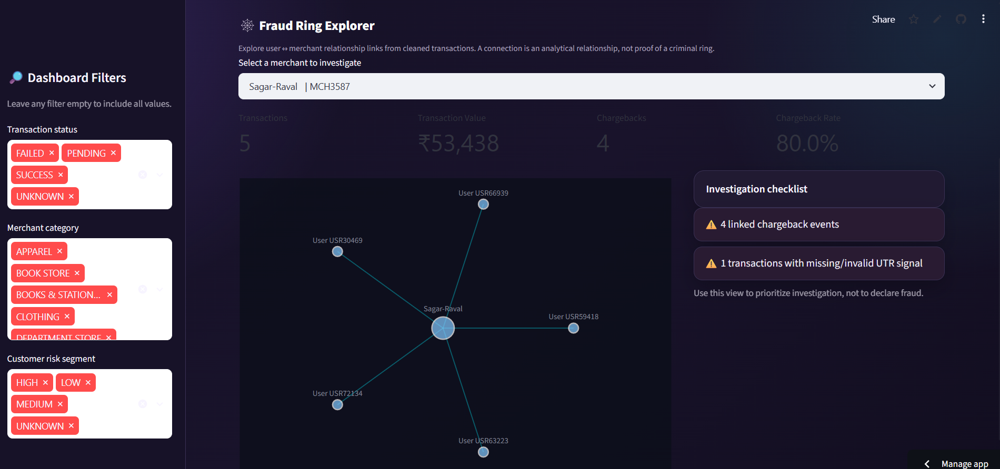 Share
🕸 Fraud Ring Explorer
Explore user↔merchant relationship links from cleaned transactions. A connection is an analytical relationship, not proof of a criminal ring.
Select a merchant to investigate
Sagar-Raval | MCH3587
🔎 Dashboard Filters
Leave any filter empty to include all values.
Transaction status
FAILED × PENDING ×
SUCCESS ×
UNKNOWN ×
Merchant category
APPAREL ×
BOOK STORE ×
BOOKS & STATION... ×
CLOTHING ×
DEPARTMENT STORE ×
Customer risk segment
HIGH × LOW ×
MEDIUM ×
UNKNOWN ×
Transactions
5
Transaction Value
₹53,438
Chargebacks
4
Chargeback Rate
80.0%
User USR66939
User USR30469
Sagar-Raval
User USR59418
User USR72134
User USR63223
Investigation checklist
⚠️ 4 linked chargeback events
⚠️ 1 transactions with missing/invalid UTR signal
Use this view to prioritize investigation, not to declare fraud.
Manage app